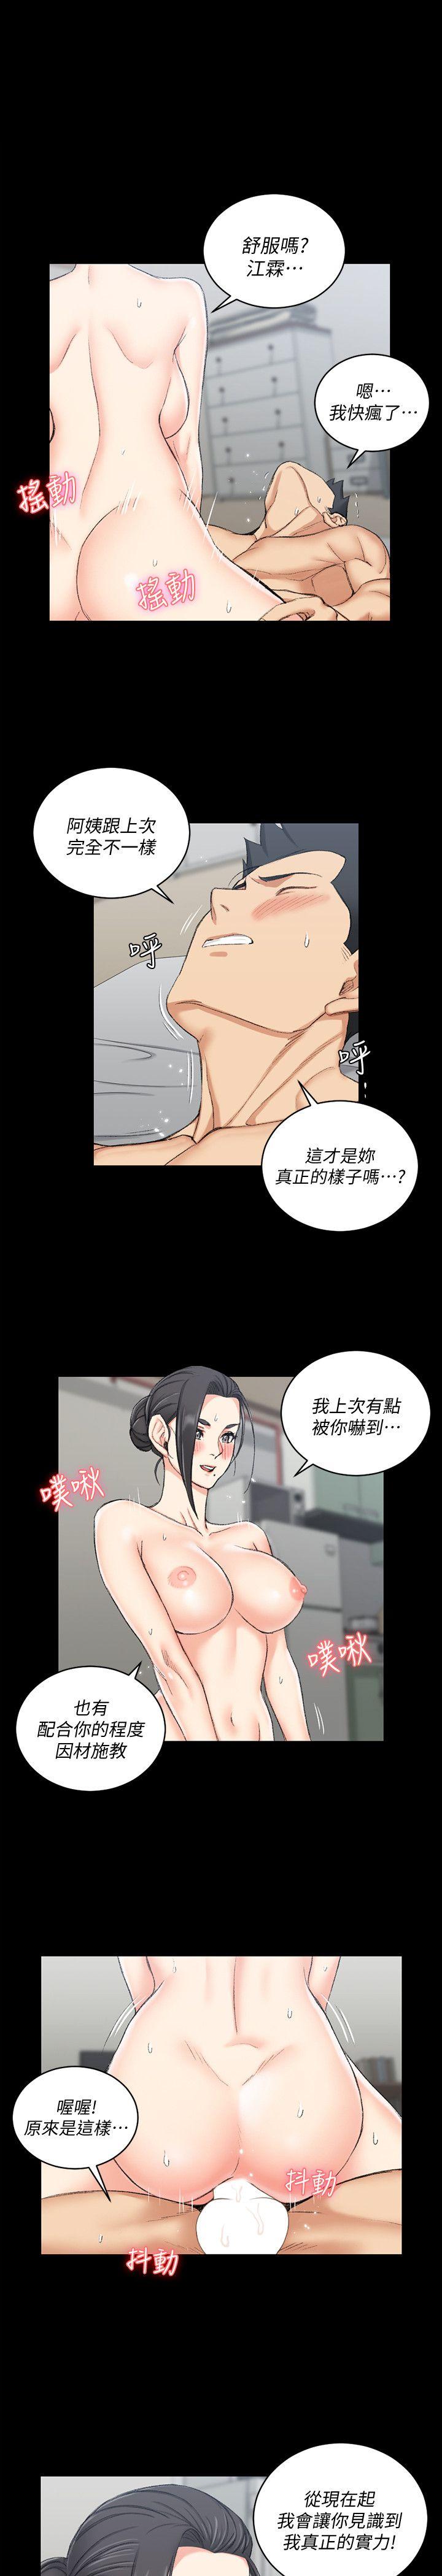 舒服嗎?
江霖⋯
嗯⋯
我快瘋了⋯
搖動
搖動
阿姨跟上次
完全不一樣
呼
呼⋯
這才是妳
真正的樣子嗎⋯?
我上次有點
被你嚇到⋯
噗啾
噗啾
也有
配合你的程度
因材施教
喔喔!
原來是這樣⋯
抖動
抖動
從現在起
我會讓你見識到
我真正的實力!